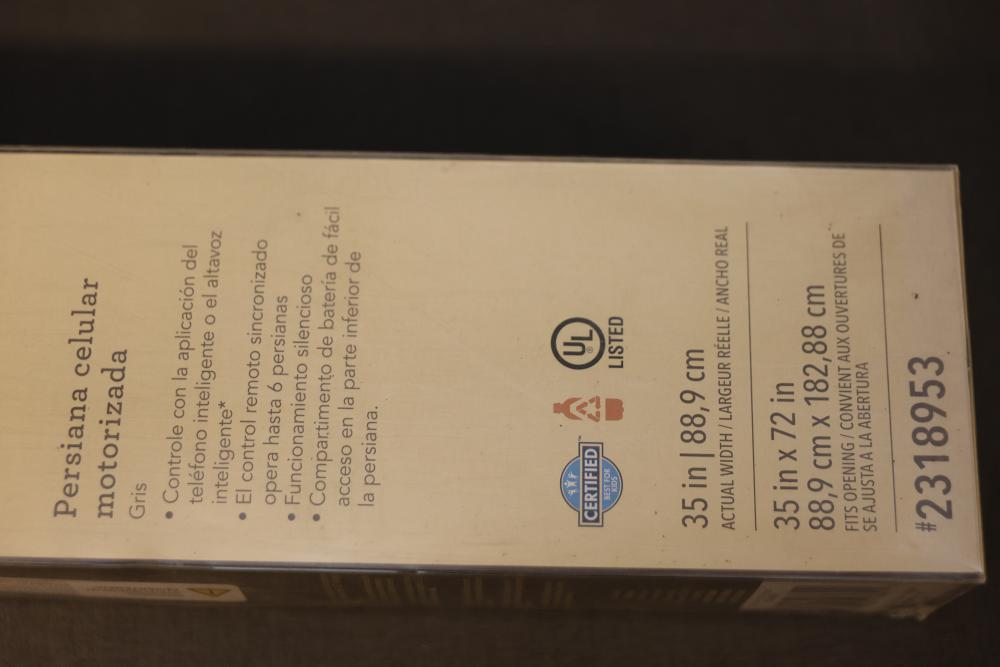 Persiana celular
motorizada
Gris
• Controle con la aplicación del
teléfono inteligente o el altavoz
inteligente*
• El control remoto sincronizado
opera hasta 6 persianas
• Funcionamiento silencioso
• Compartimento de batería de fácil
acceso en la parte inferior de
la persiana.
CERTIFIED™
BEST FOR
KIDS
UL®
LISTED
35 in | 88,9 cm
ACTUAL WIDTH / LARGEUR RÉELLE / ANCHO REAL
35 in x 72 in
88,9 cm x 182,88 cm
FITS OPENING / CONVIENT AUX OUVERTURES DE
SE AJUSTA A LA ABERTURA
#2318953